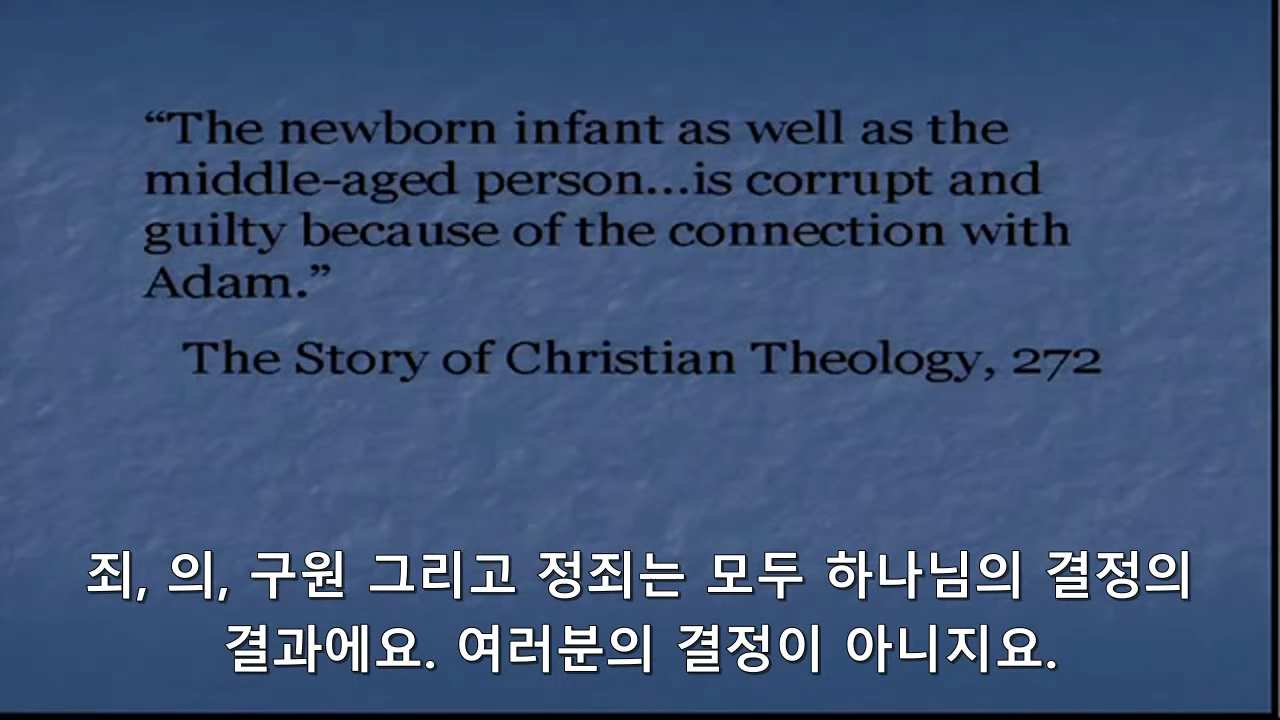 “The newborn infant as well as the
middle-aged person...is corrupt and
guilty because of the connection with
Adam.”
The Story of Christian Theology, 272
죄, 의, 구원 그리고 정죄는 모두 하나님의 결정의
결과에요. 여러분의 결정이 아니지요.